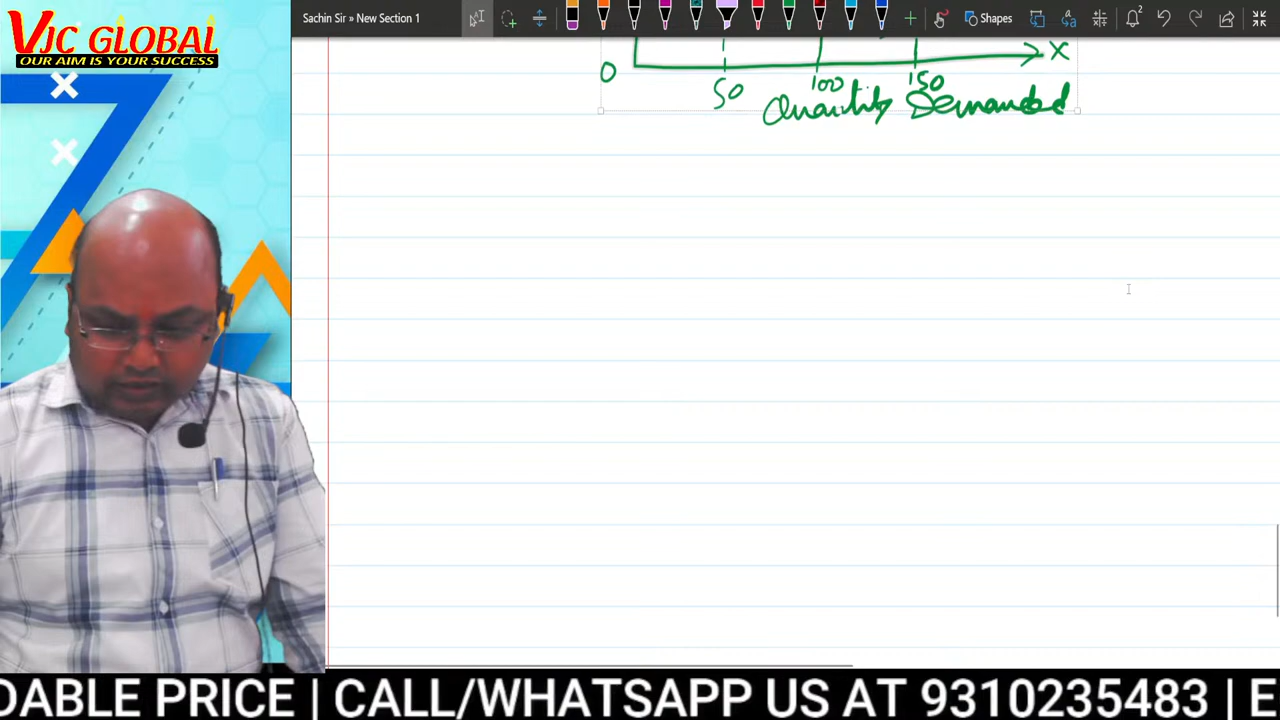 VJC GLOBAL
OUR AIM IS YOUR SUCCESS
Sachin Sir » New Section 1
Shapes
2
0
50
100
150
X
Quantity Demanded
DABLE PRICE | CALL/WHATSAPP US AT 9310235483 | E